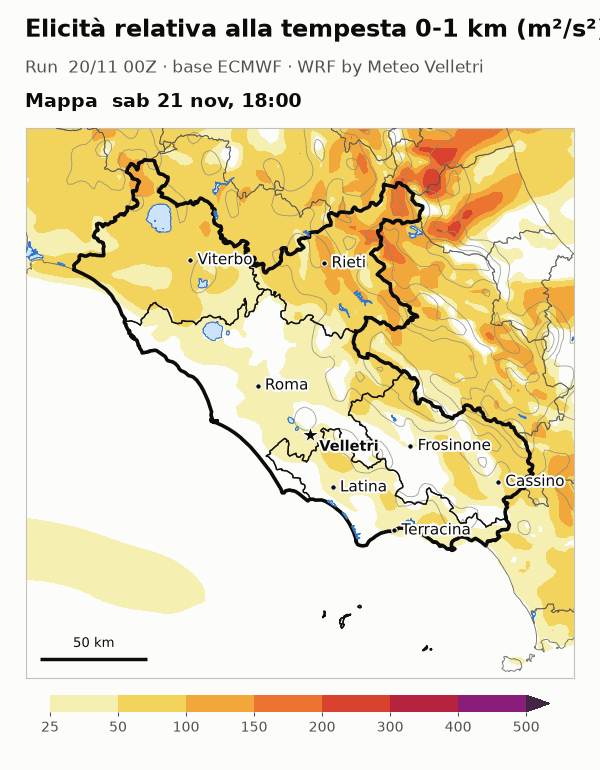 Elicità relativa alla tempesta 0-1 km (m²/s²)
Run  20/11 00Z · base ECMWF · WRF by Meteo Velletri
Mappa  sab 21 nov, 18:00
Viterbo
Rieti
Roma
Velletri
Frosinone
Latina
Cassino
Terracina
50 km
25 50 100 150 200 300 400 500